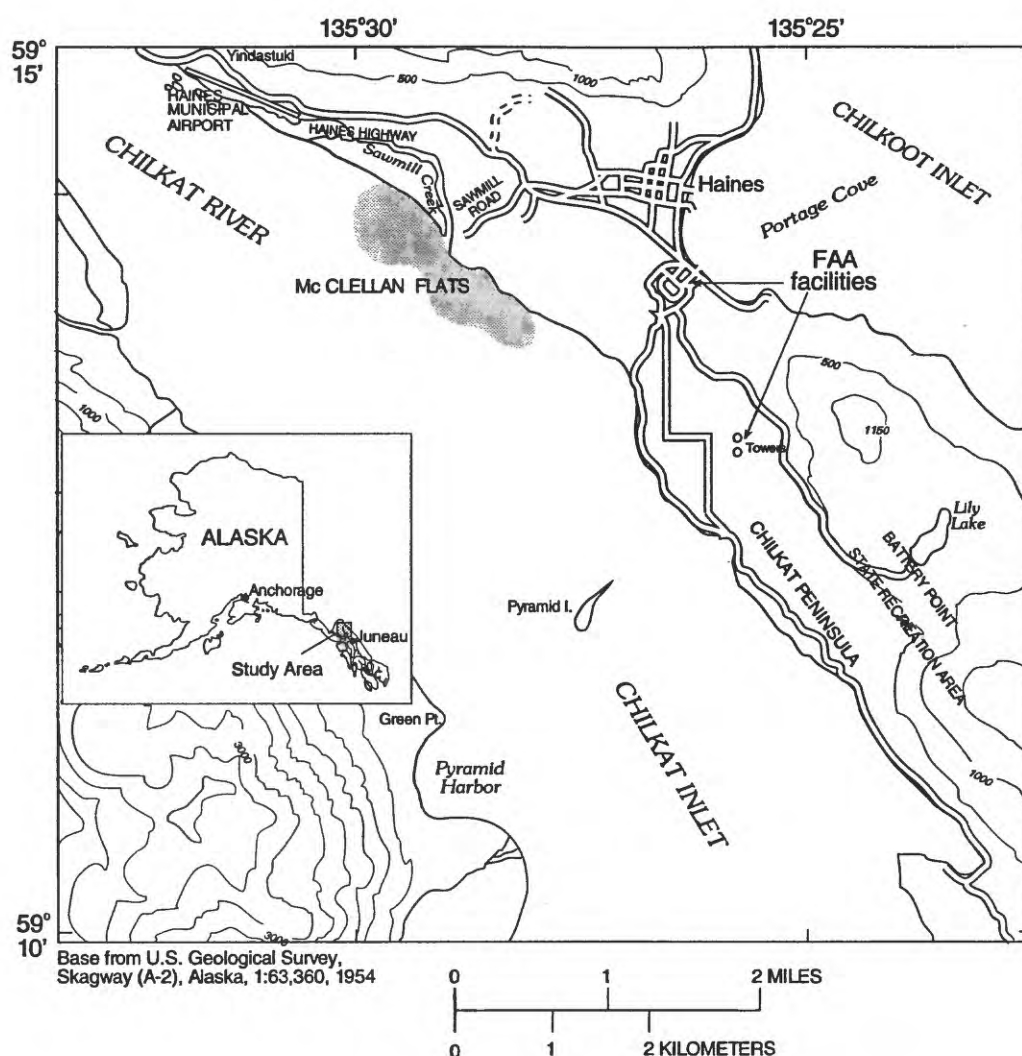 135°30'
135°25'
59°
15'
Yindastuki
500
1000
HAINES
MUNICIPAL
AIRPORT
HAINES HIGHWAY
CHILKOOT INLET
CHILKAT RIVER
Sawmill Creek
SAWMILL
ROAD
Haines
Portage Cove
FAA
facilities
Mc CLELLAN FLATS
500
1000
1150
Towers
Lily
Lake
ALASKA
Anchorage
Juneau
Study Area
BATTERY POINT
STATE RECREATION AREA
CHILKAT PENINSULA
Pyramid I.
CHILKAT INLET
Green Pt.
3000
Pyramid
Harbor
1000
3000
59°
10'
Base from U.S. Geological Survey,
Skagway (A-2), Alaska, 1:63,360, 1954
0 1 2 MILES
0 1 2 KILOMETERS